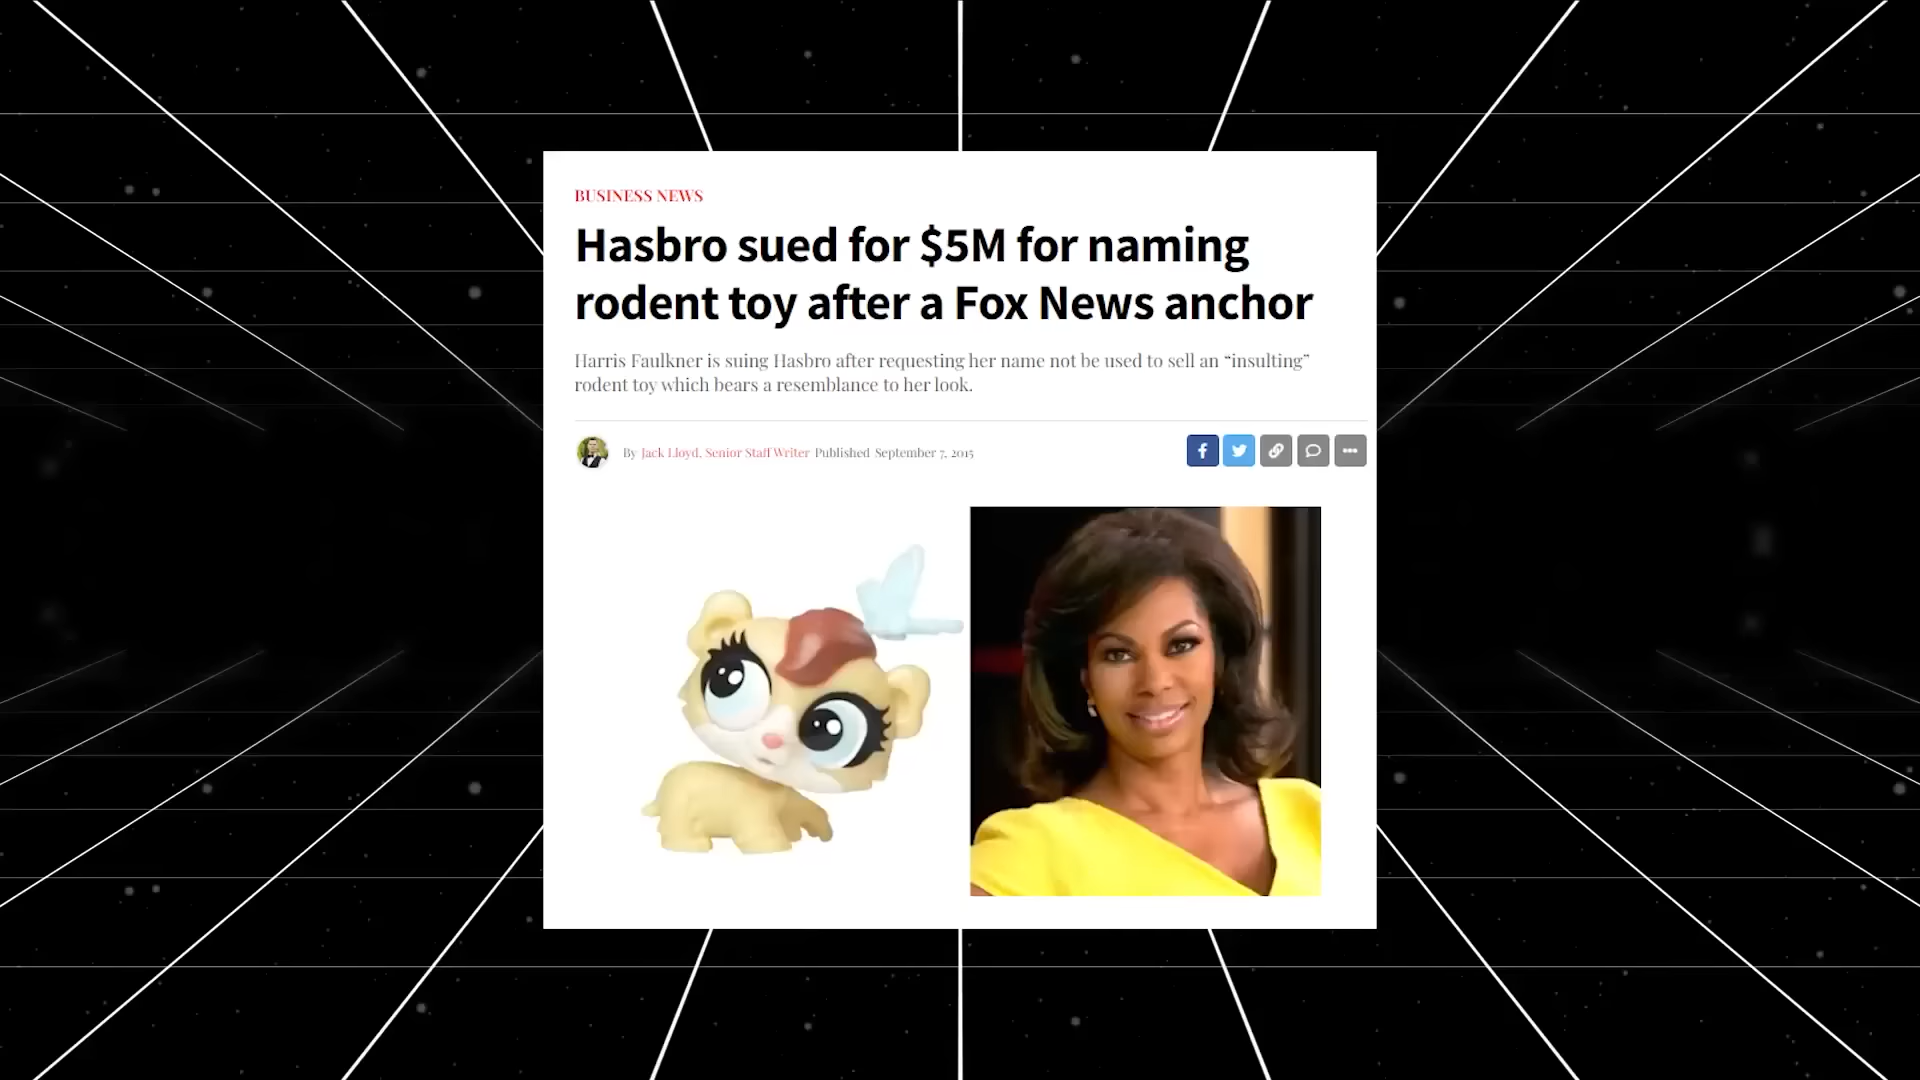 BUSINESS NEWS
Hasbro sued for $5M for naming
rodent toy after a Fox News anchor
Harris Faulkner is suing Hasbro after requesting her name not be used to sell an “insulting”
rodent toy which bears a resemblance to her look.
By Jack Lloyd, Senior Staff Writer Published September 7, 2015